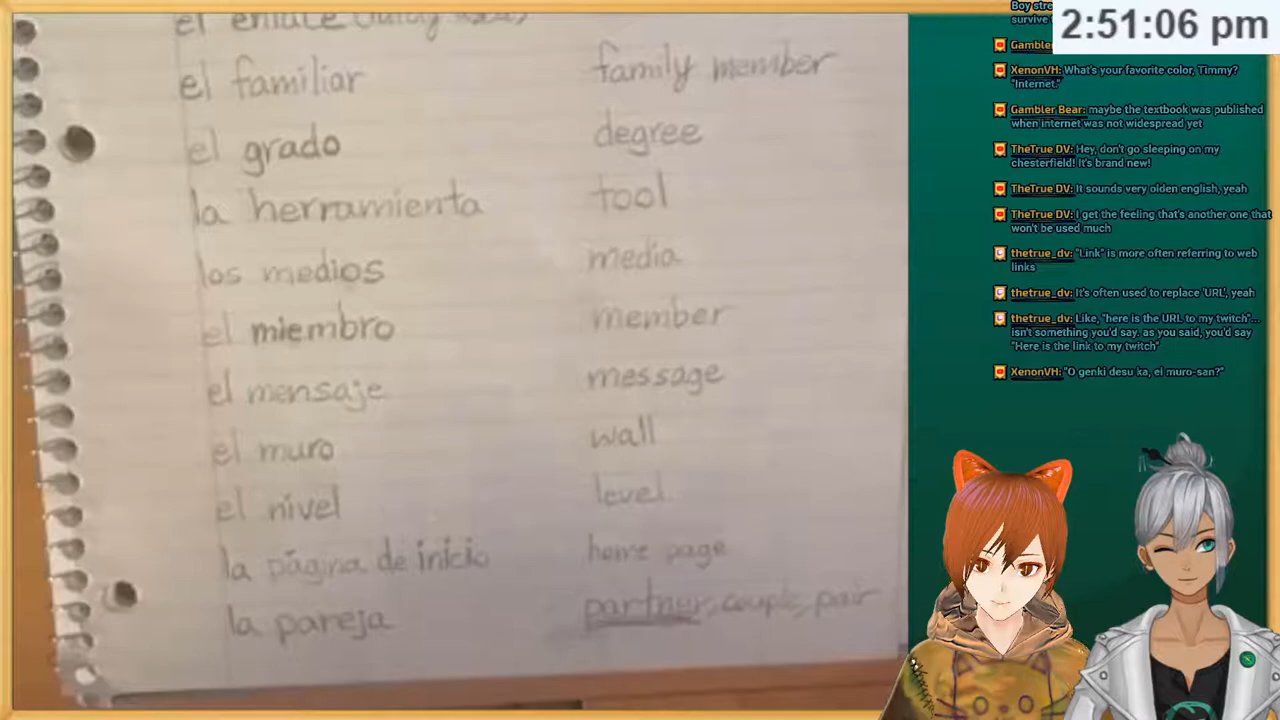 el enlace
el familiar family member
el grado degree
la herramienta tool
los medios media
el miembro member
el mensaje message
el muro wall
el nivel level
la página de inicio home page
la pareja partner, couple, pair
2:51:06 pm
Boy
survive
Gambler
XenonVH: What's your favorite color, Timmy?
"Internet."
Gambler Bear: maybe the textbook was published
when internet was not widespread yet
TheTrue DV: Hey, don't go sleeping on my
chesterfield! It's brand new!
TheTrue DV: It sounds very olden english, yeah
TheTrue DV: I get the feeling that's another one that
won't be used much
thetrue_dv: "Link" is more often referring to web
links
thetrue_dv: It's often used to replace 'URL', yeah
thetrue_dv: Like, "here is the URL to my twitch"...
isn't something you'd say. as you said, you'd say
"Here is the link to my twitch"
XenonVH: "O genki desu ka, el muro-san?"